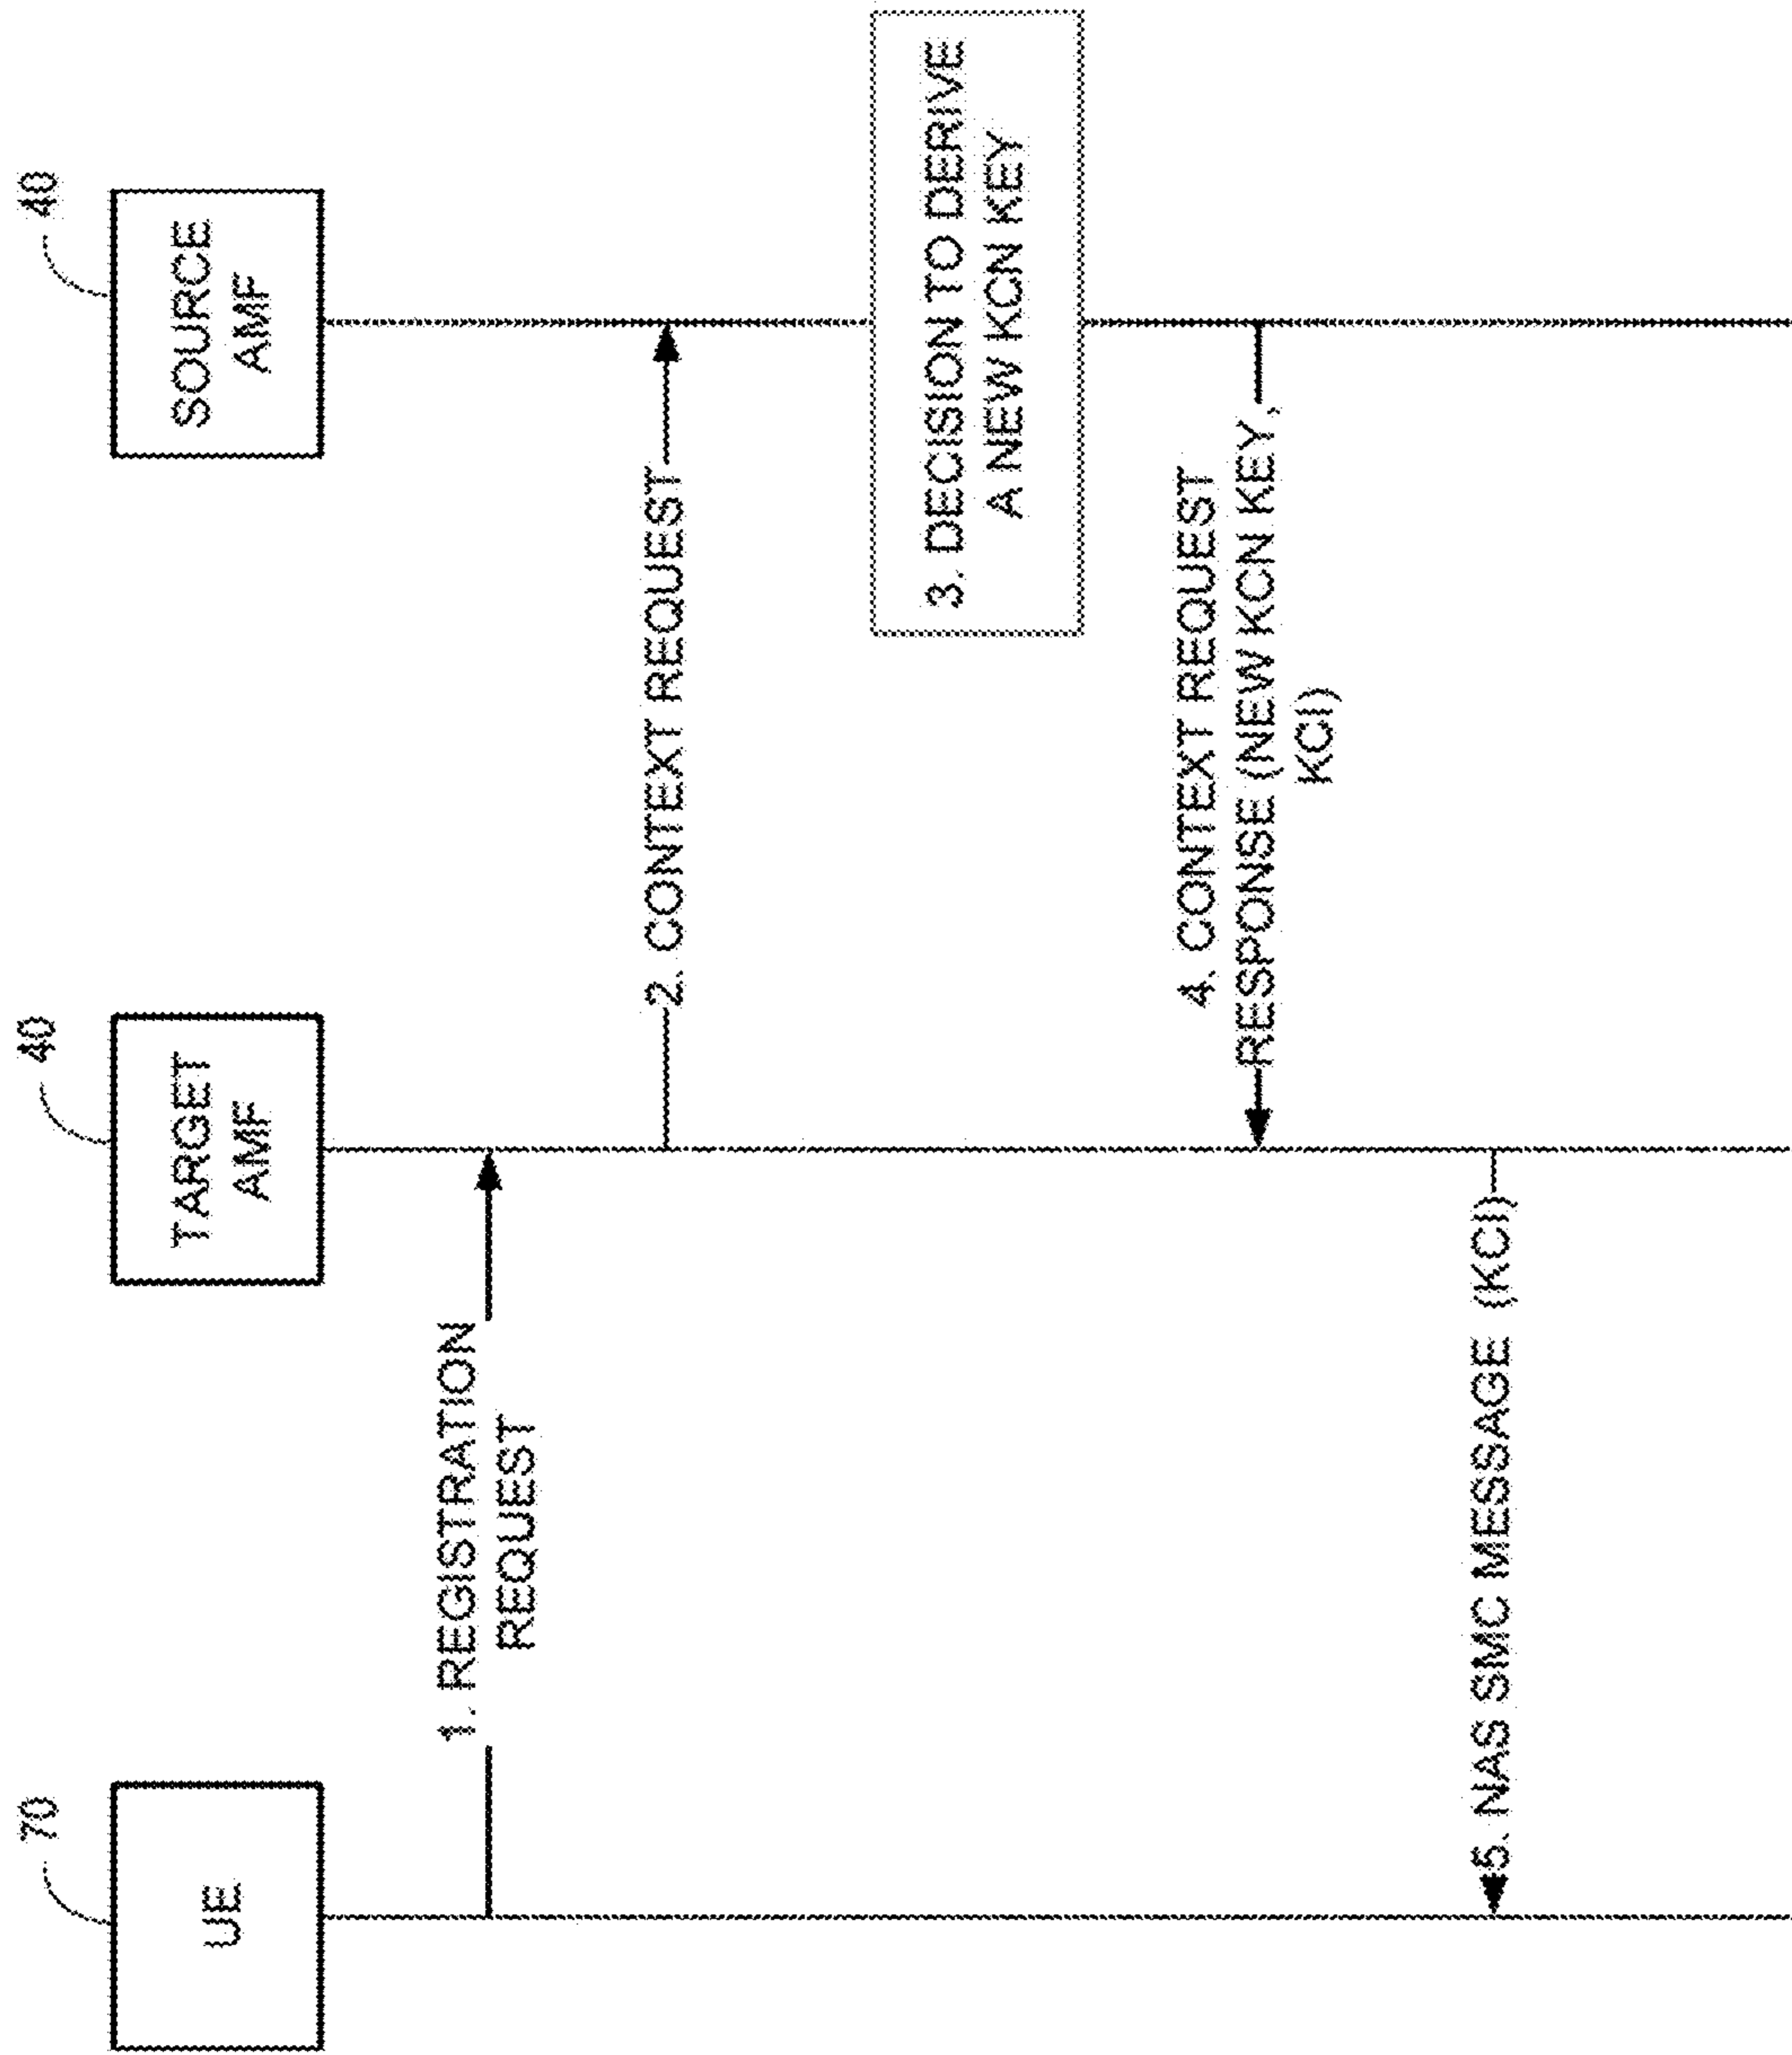 70
40
40
UE
TARGET
AMF
SOURCE
AMF
1. REGISTRATION
REQUEST
2. CONTEXT REQUEST
3. DECISION TO DERIVE
A NEW KCN KEY
4. CONTEXT REQUEST
RESPONSE (NEW KCN KEY,
KCI)
5. NAS SMC MESSAGE (KCI)